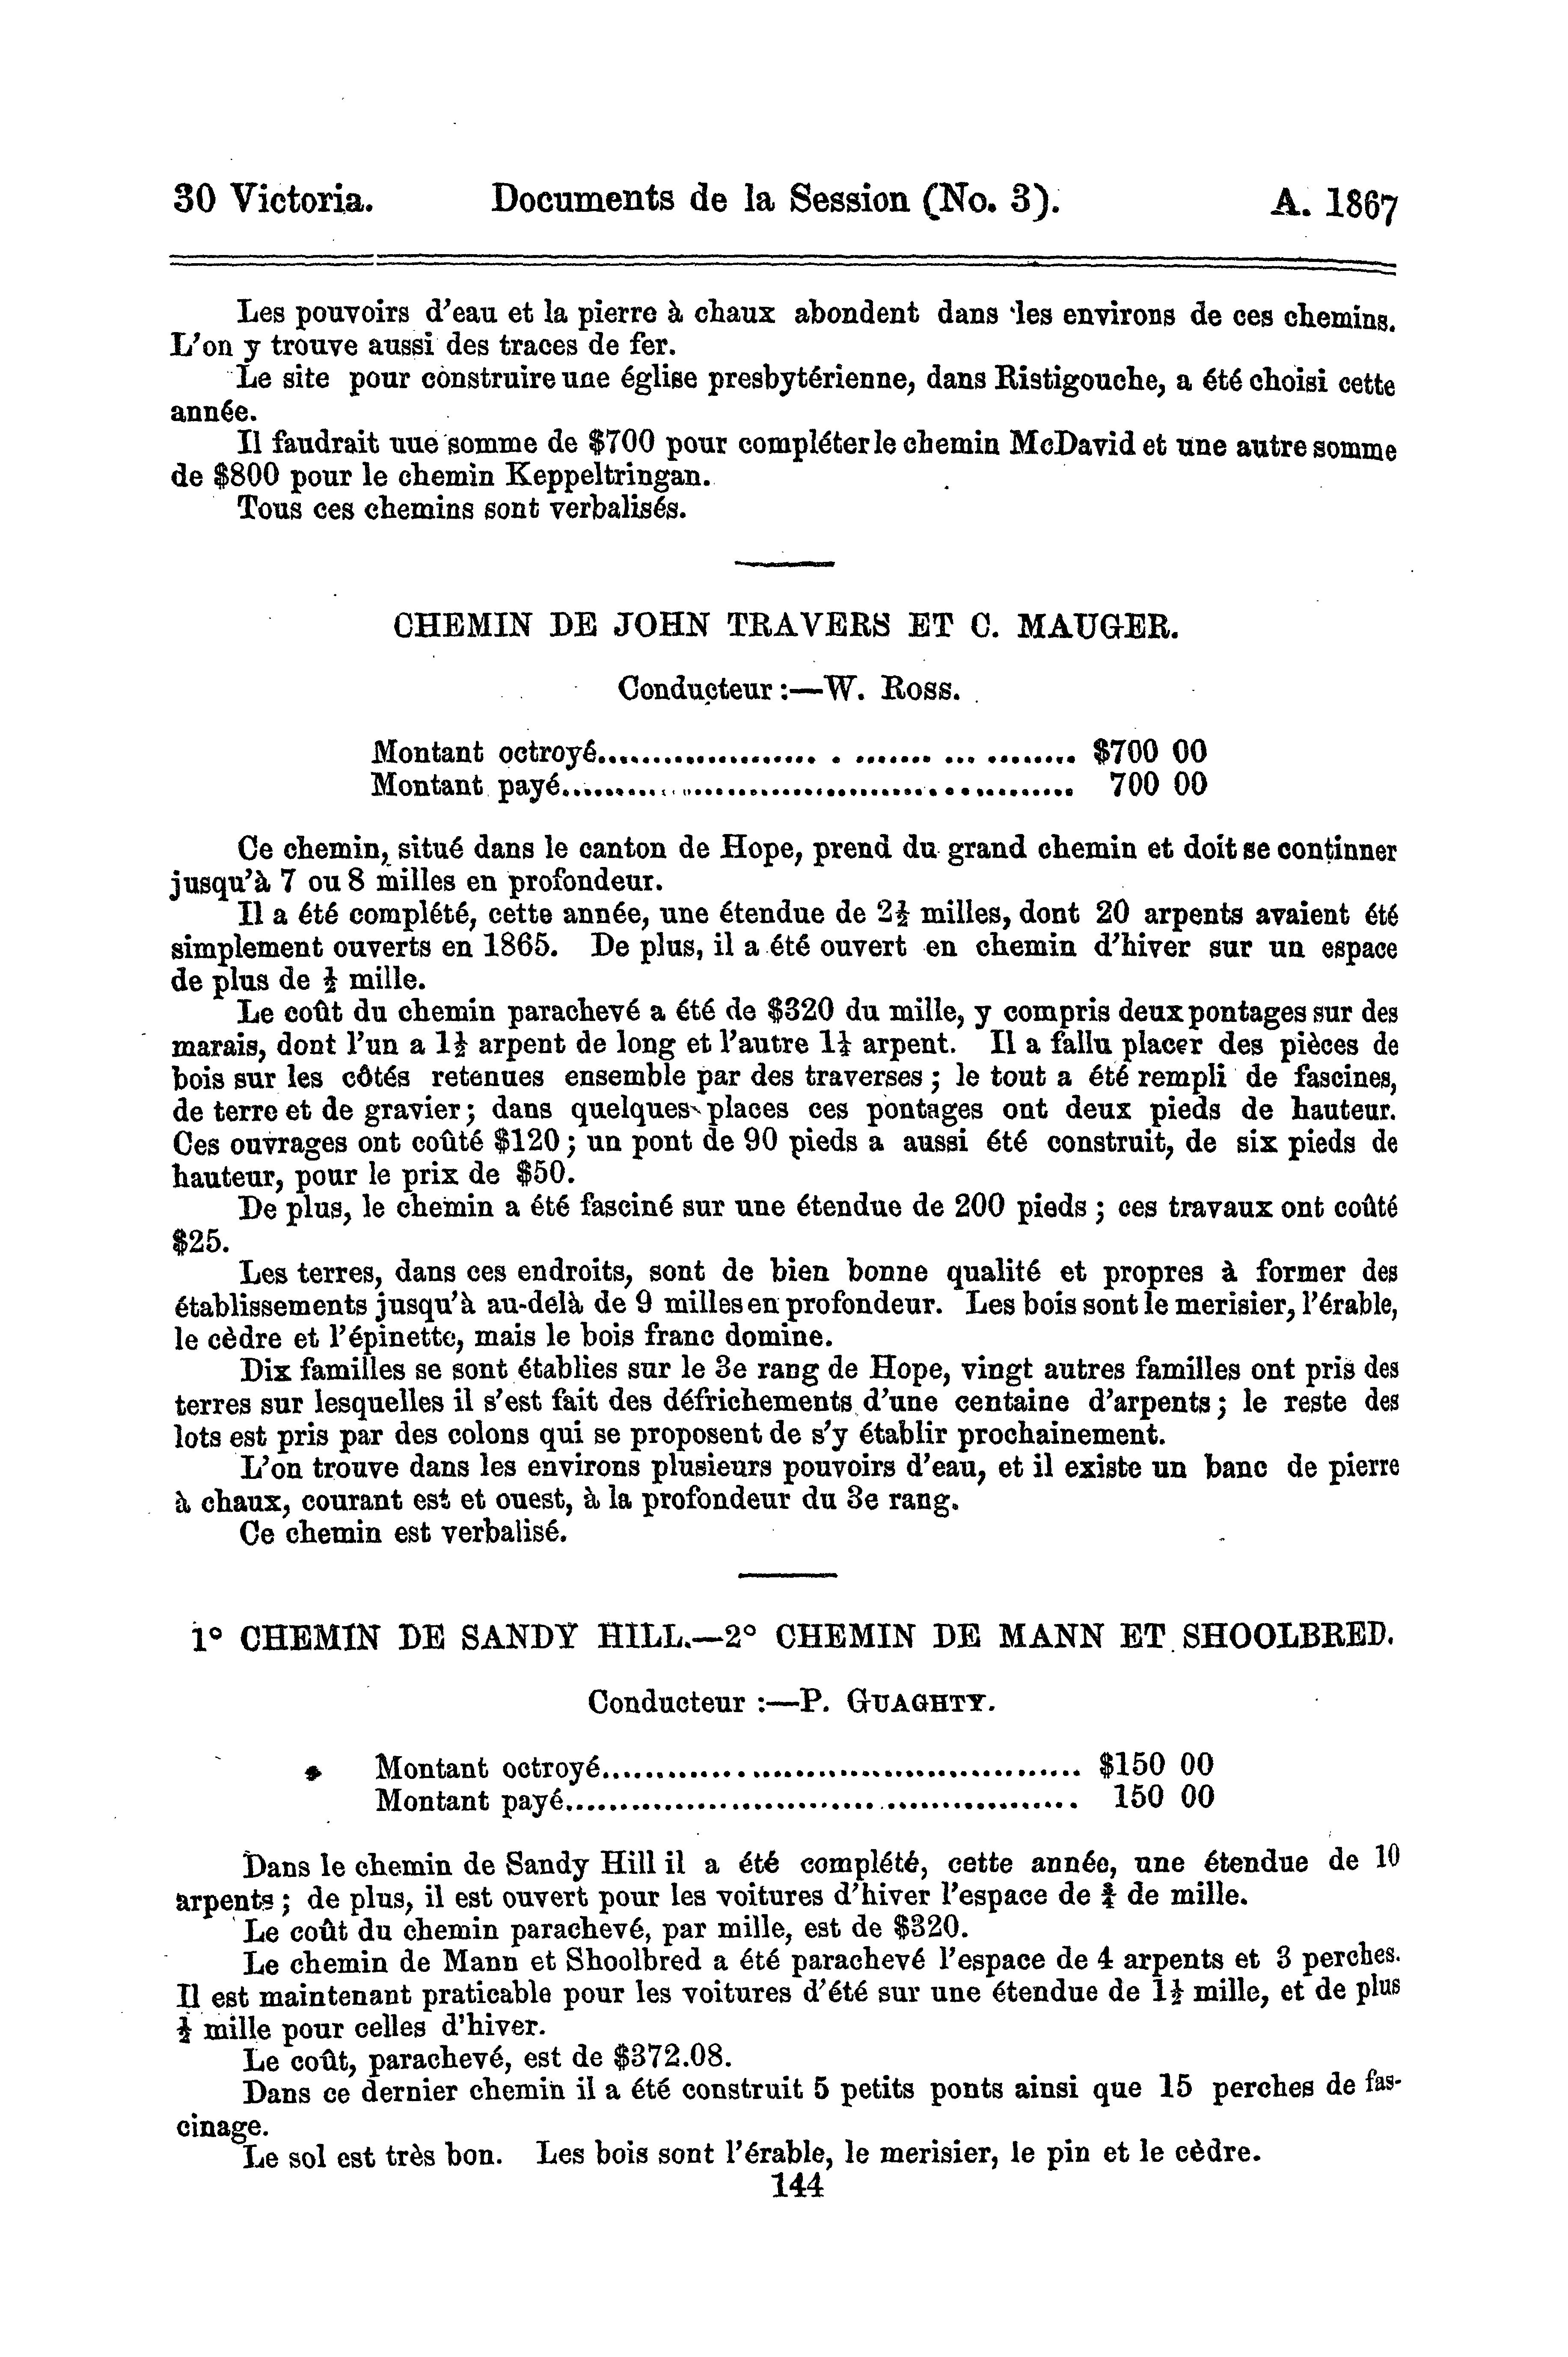 30 Victoria. Documents de la Session (No. 3). A. 1867
Les pouvoirs d'eau et la pierre à chaux abondent dans les environs de ces chemins.
L'on y trouve aussi des traces de fer.
Le site pour construire une église presbytérienne, dans Ristigouche, a été choisi cette
année.
Il faudrait uue somme de $700 pour compléter le chemin McDavid et une autre somme
de $800 pour le chemin Keppeltringan.
Tous ces chemins sont verbalisés.
CHEMIN DE JOHN TRAVERS ET C. MAUGER.
Conducteur :—W. Ross.
Montant octroyé........................................ $700 00
Montant payé........................................ 700 00
Ce chemin, situé dans le canton de Hope, prend du grand chemin et doit se continner
jusqu'à 7 ou 8 milles en profondeur.
Il a été complété, cette année, une étendue de 2½ milles, dont 20 arpents avaient été
simplement ouverts en 1865. De plus, il a été ouvert en chemin d'hiver sur un espace
de plus de ½ mille.
Le coût du chemin parachevé a été de $320 du mille, y compris deux pontages sur des
marais, dont l'un a 1½ arpent de long et l'autre 1¼ arpent. Il a fallu placer des pièces de
bois sur les côtés retenues ensemble par des traverses ; le tout a été rempli de fascines,
de terre et de gravier ; dans quelques places ces pontages ont deux pieds de hauteur.
Ces ouvrages ont coûté $120 ; un pont de 90 pieds a aussi été construit, de six pieds de
hauteur, pour le prix de $50.
De plus, le chemin a été fasciné sur une étendue de 200 pieds ; ces travaux ont coûté
$25.
Les terres, dans ces endroits, sont de bien bonne qualité et propres à former des
établissements jusqu'à au-delà de 9 milles en profondeur. Les bois sont le merisier, l'érable,
le cèdre et l'épinette, mais le bois franc domine.
Dix familles se sont établies sur le 3e rang de Hope, vingt autres familles ont pris des
terres sur lesquelles il s'est fait des défrichements d'une centaine d'arpents ; le reste des
lots est pris par des colons qui se proposent de s'y établir prochainement.
L'on trouve dans les environs plusieurs pouvoirs d'eau, et il existe un banc de pierre
à chaux, courant est et ouest, à la profondeur du 3e rang.
Ce chemin est verbalisé.
1° CHEMIN DE SANDY HILL.—2° CHEMIN DE MANN ET SHOOLBRED.
Conducteur :—P. GUAGHTY.
Montant octroyé........................................ $150 00
Montant payé........................................ 150 00
Dans le chemin de Sandy Hill il a été complété, cette année, une étendue de 10
arpents ; de plus, il est ouvert pour les voitures d'hiver l'espace de ¾ de mille.
Le coût du chemin parachevé, par mille, est de $320.
Le chemin de Mann et Shoolbred a été parachevé l'espace de 4 arpents et 3 perches.
Il est maintenant praticable pour les voitures d'été sur une étendue de 1½ mille, et de plus
½ mille pour celles d'hiver.
Le coût, parachevé, est de $372.08.
Dans ce dernier chemin il a été construit 5 petits ponts ainsi que 15 perches de fas-
cinage.
Le sol est très bon. Les bois sont l'érable, le merisier, le pin et le cèdre.
144